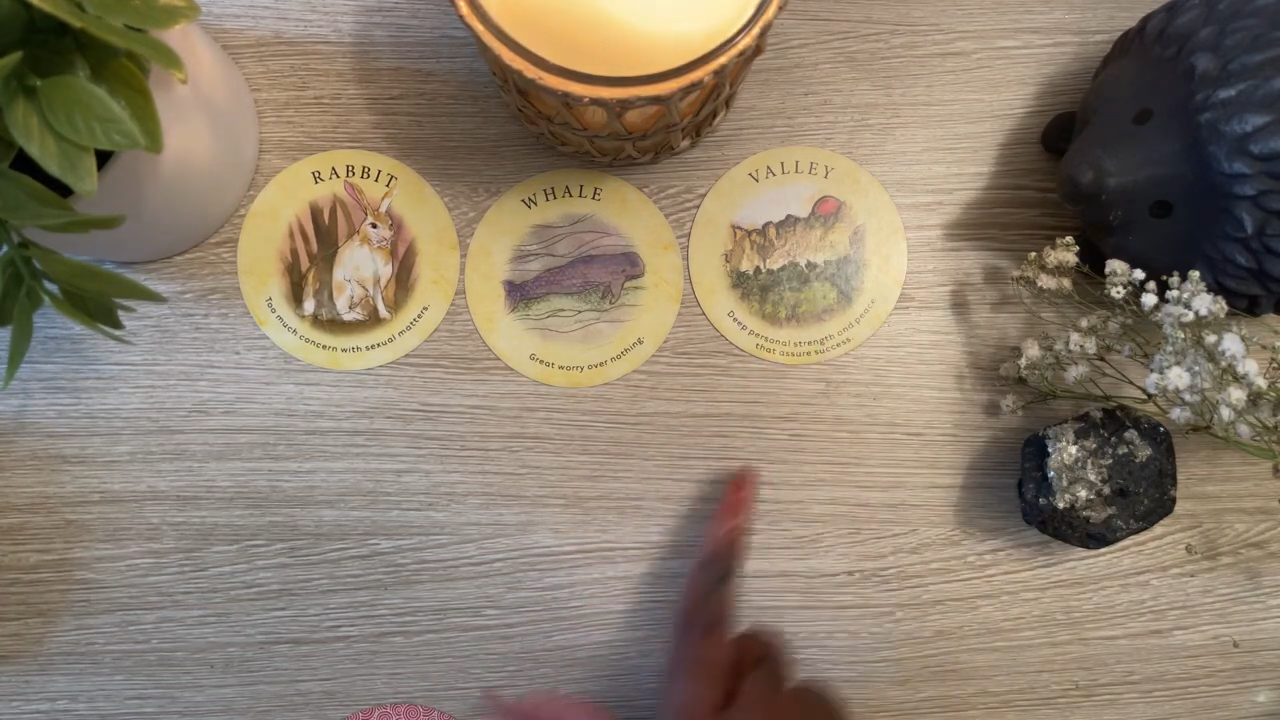 RABBIT
Too much concern with sexual matters.
WHALE
Great worry over nothing.
VALLEY
Deep personal strength and peace
that assure success.